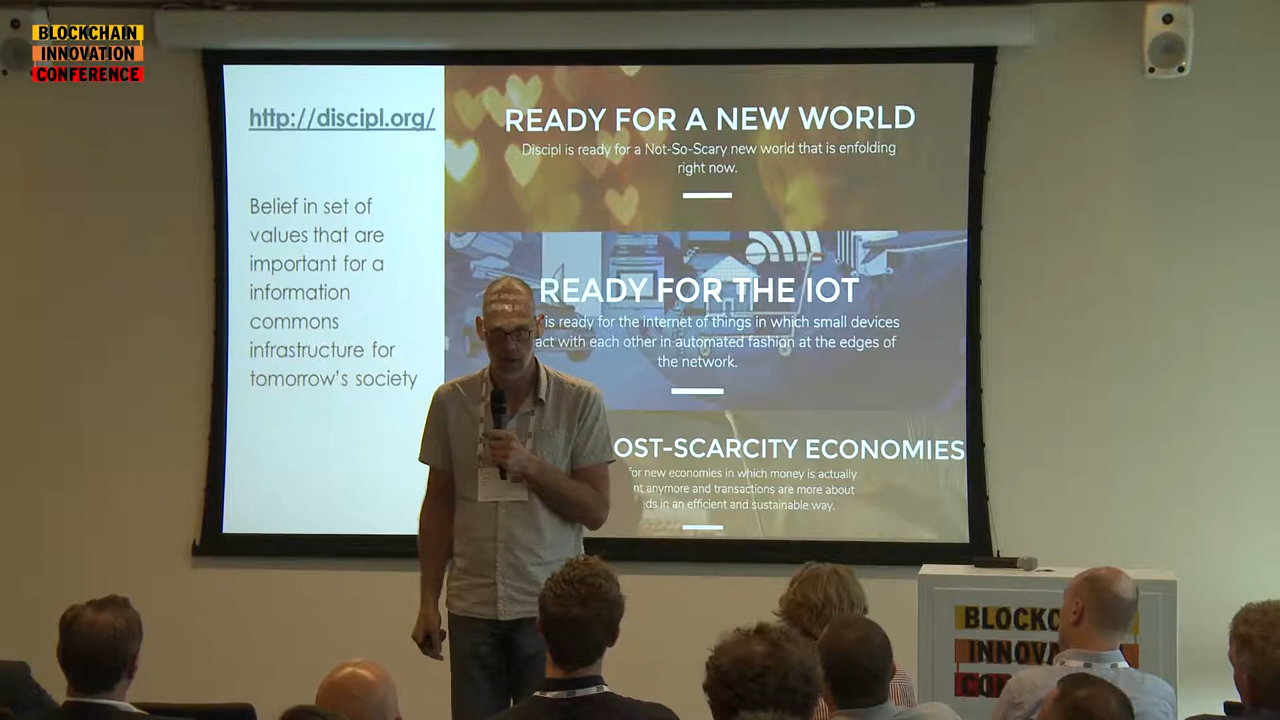 BLOCKCHAIN
INNOVATION
CONFERENCE
http://discipl.org/
Belief in set of
values that are
important for a
information
commons
infrastructure for
tomorrow's society
READY FOR A NEW WORLD
Discipl is ready for a Not-So-Scary new world that is enfolding
right now.
READY FOR THE IOT
is ready for the internet of things in which small devices
act with each other in automated fashion at the edges of
the network.
OST-SCARCITY ECONOMIES
for new economies in which money is actually
nt anymore and transactions are more about
eds in an efficient and sustainable way.
BLOCKC
INNOVA
CO